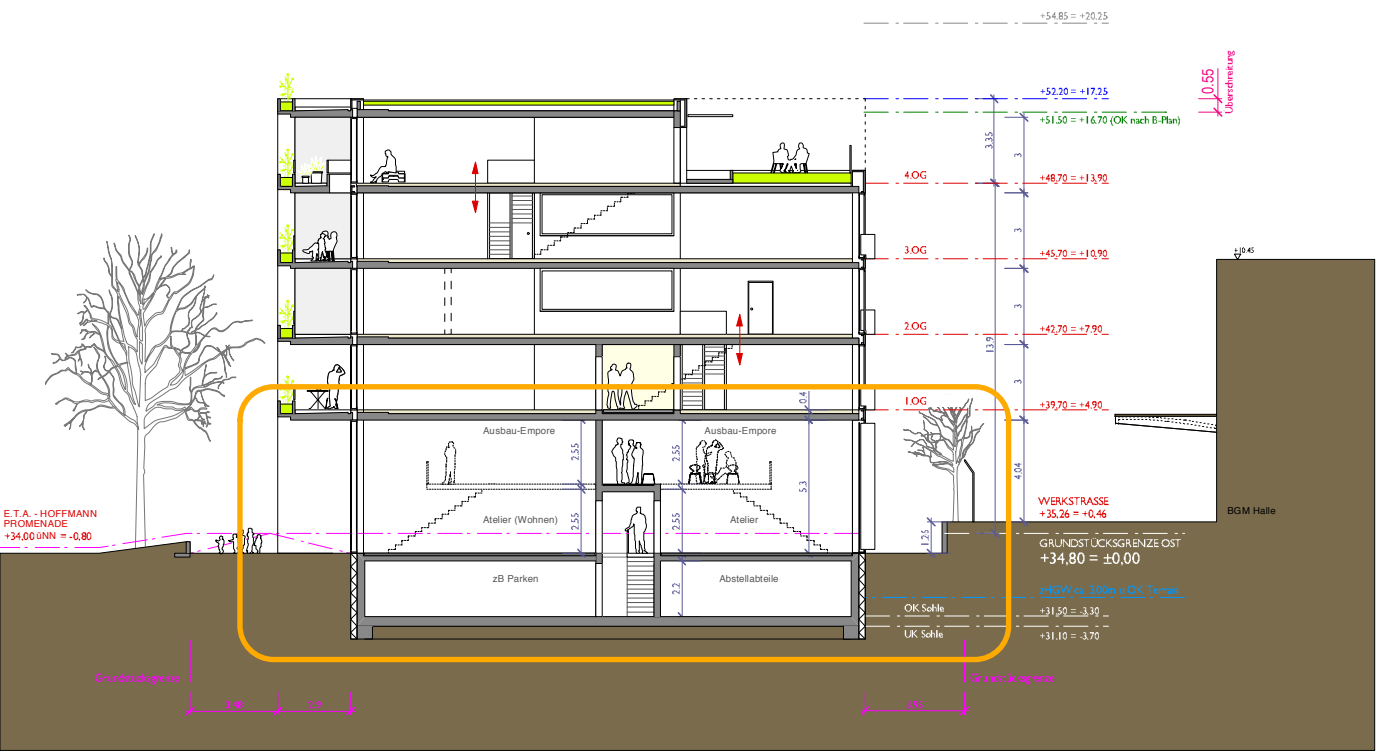 +54.85 = +20.25
0.55
Überschreitung
+52.20 = +17.25
+51.50 = +16.70 (OK nach B-Plan)
3.35
3
4.OG
+48.70 = +13.90
3
3.OG
+45.70 = +10.90
+10.45
3
2.OG
+42.70 = +7.90
13.9
3
0.4
1.OG
+39.70 = +4.90
Ausbau-Empore
Ausbau-Empore
2.55
2.55
5.3
4.04
WERKSTRASSE
+35.26 = +0.46
BGM Halle
E.T.A. - HOFFMANN
PROMENADE
+34,00 üNN = -0,80
Atelier (Wohnen)
Atelier
2.55
2.55
1.26
GRUNDSTÜCKSGRENZE OST
+34,80 = ±0,00
zB Parken
Abstellabteile
2.2
OK Sohle
+31.50 = -3.30
UK Sohle
+31.10 = -3.70
Grundstücksgrenze
Grundstücksgrenze